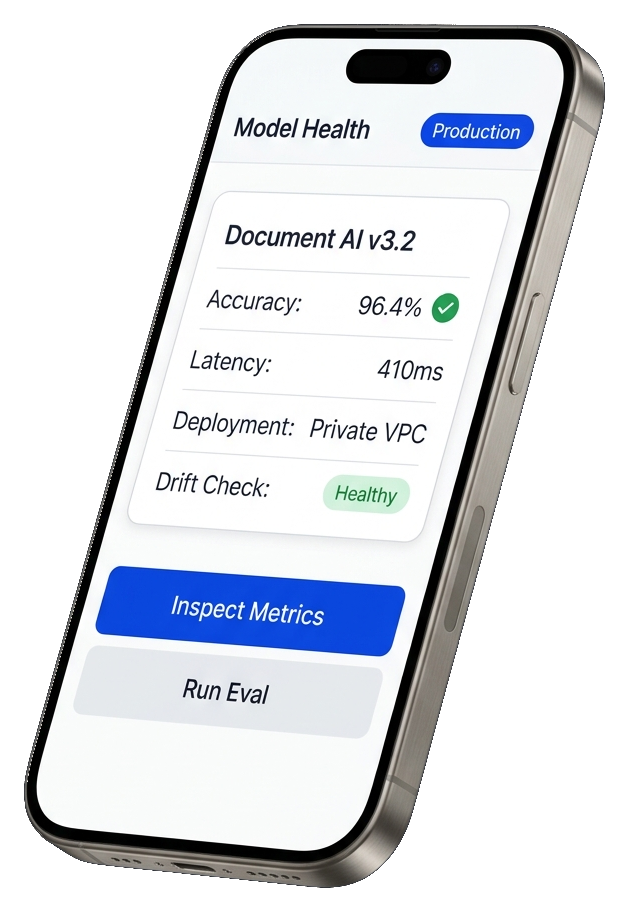 Model Health Production
Document AI v3.2
Accuracy: 96.4%
Latency: 410ms
Deployment: Private VPC
Drift Check: Healthy
Inspect Metrics
Run Eval